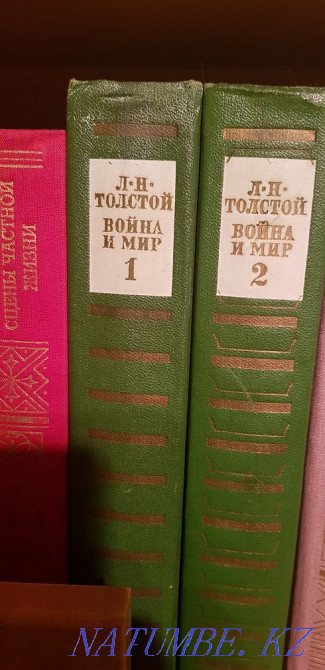 СЦЕНЫ ЧАСТНОЙ
ЖИЗНИ
Л·Н·
ТОЛСТОЙ
ВОЙНА
И МИР
1
Л·Н·
ТОЛСТОЙ
ВОЙНА
И МИР
2
NATUMBE. KZ